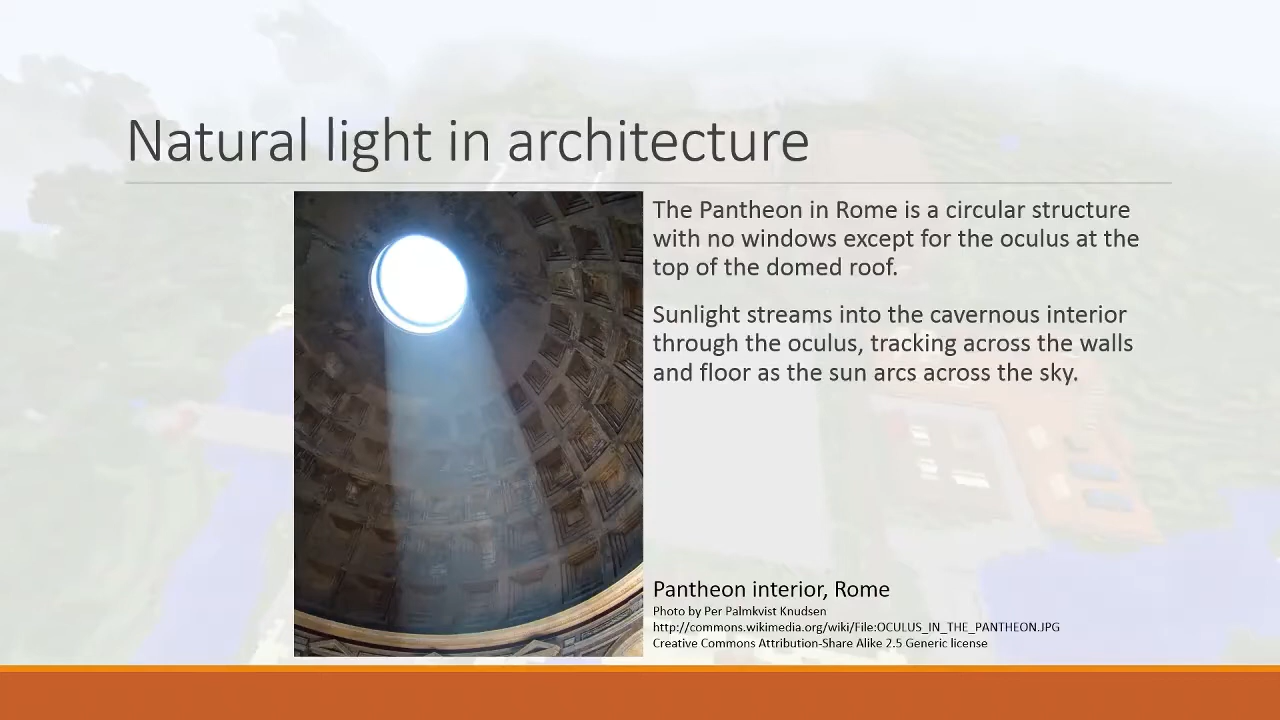 Natural light in architecture
The Pantheon in Rome is a circular structure
with no windows except for the oculus at the
top of the domed roof.
Sunlight streams into the cavernous interior
through the oculus, tracking across the walls
and floor as the sun arcs across the sky.
Pantheon interior, Rome
Photo by Per Palmkvist Knudsen
http://commons.wikimedia.org/wiki/File:OCULUS_IN_THE_PANTHEON.JPG
Creative Commons Attribution-Share Alike 2.5 Generic license